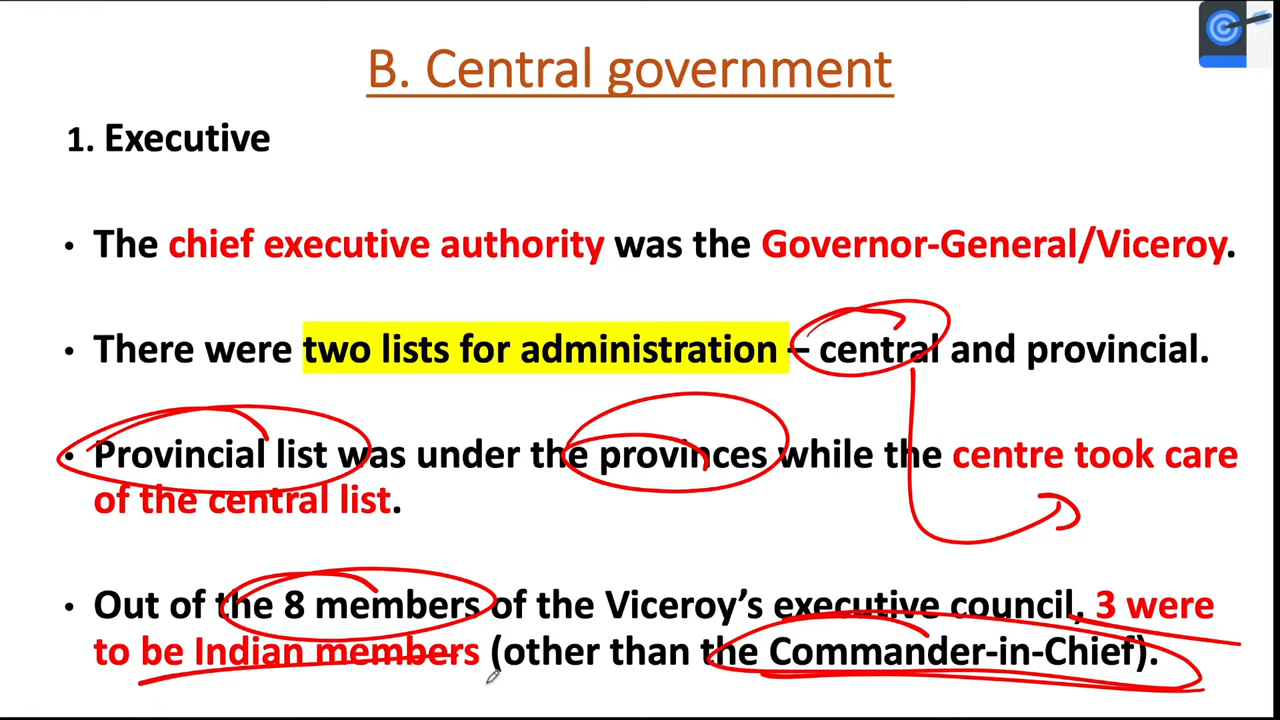 B. Central government
1. Executive
• The chief executive authority was the Governor-General/Viceroy.
• There were two lists for administration – central and provincial.
• Provincial list was under the provinces while the centre took care
of the central list.
• Out of the 8 members of the Viceroy’s executive council, 3 were
to be Indian members (other than the Commander-in-Chief).